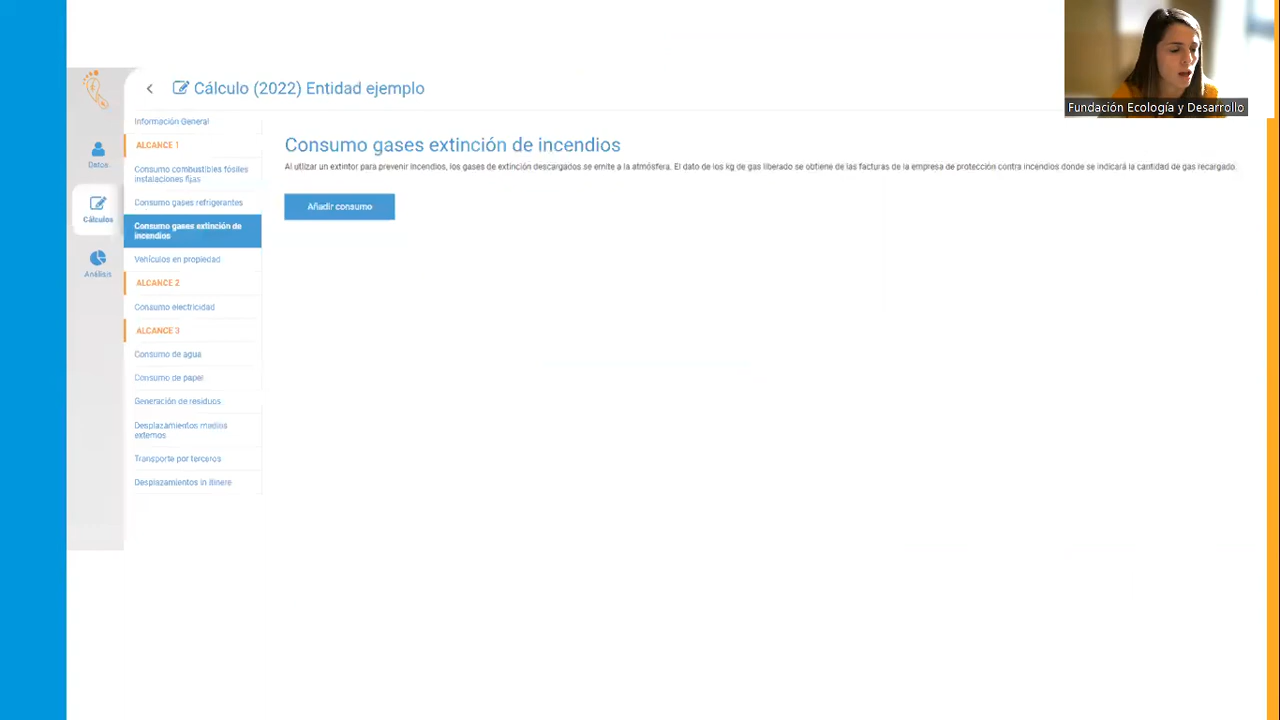 Fundación Ecología y Desarrollo
Cálculo (2022) Entidad ejemplo
Datos
Cálculos
Análisis
Información General
ALCANCE 1
Consumo combustibles fósiles
instalaciones fijas
Consumo gases refrigerantes
Consumo gases extinción de
incendios
Vehículos en propiedad
ALCANCE 2
Consumo electricidad
ALCANCE 3
Consumo de agua
Consumo de papel
Generación de residuos
Desplazamientos medios
externos
Transporte por terceros
Desplazamientos in itinere
Consumo gases extinción de incendios
Al utilizar un extintor para prevenir incendios, los gases de extinción descargados se emite a la atmósfera. El dato de los kg de gas liberado se obtiene de las facturas de la empresa de protección contra incendios donde se indicará la cantidad de gas recargado.
Añadir consumo